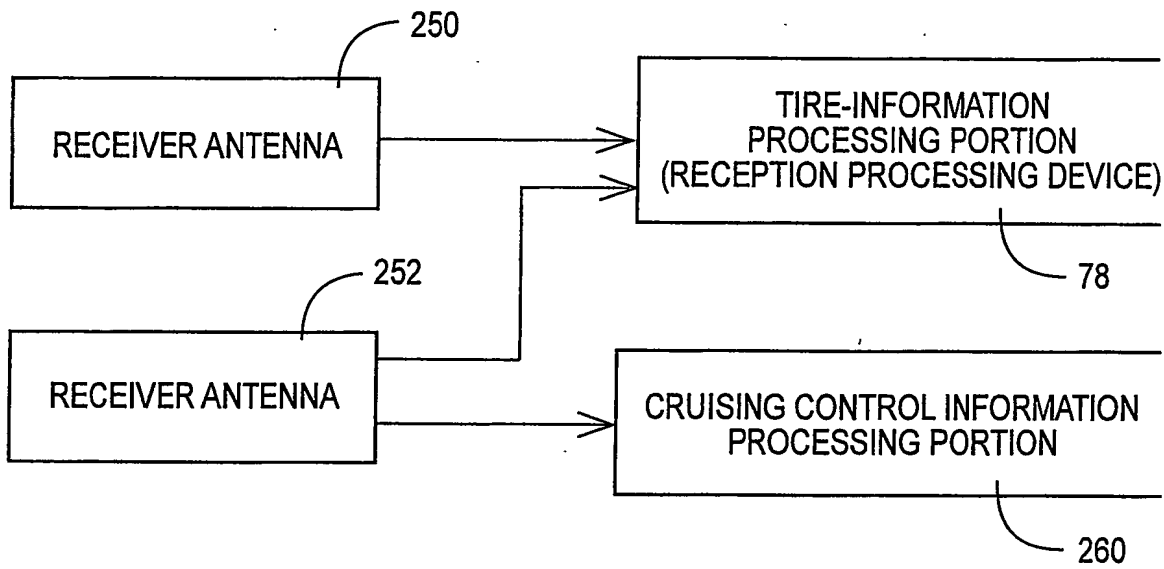 250
RECEIVER ANTENNA
TIRE-INFORMATION
PROCESSING PORTION
(RECEPTION PROCESSING DEVICE)
78
252
RECEIVER ANTENNA
CRUISING CONTROL INFORMATION
PROCESSING PORTION
260